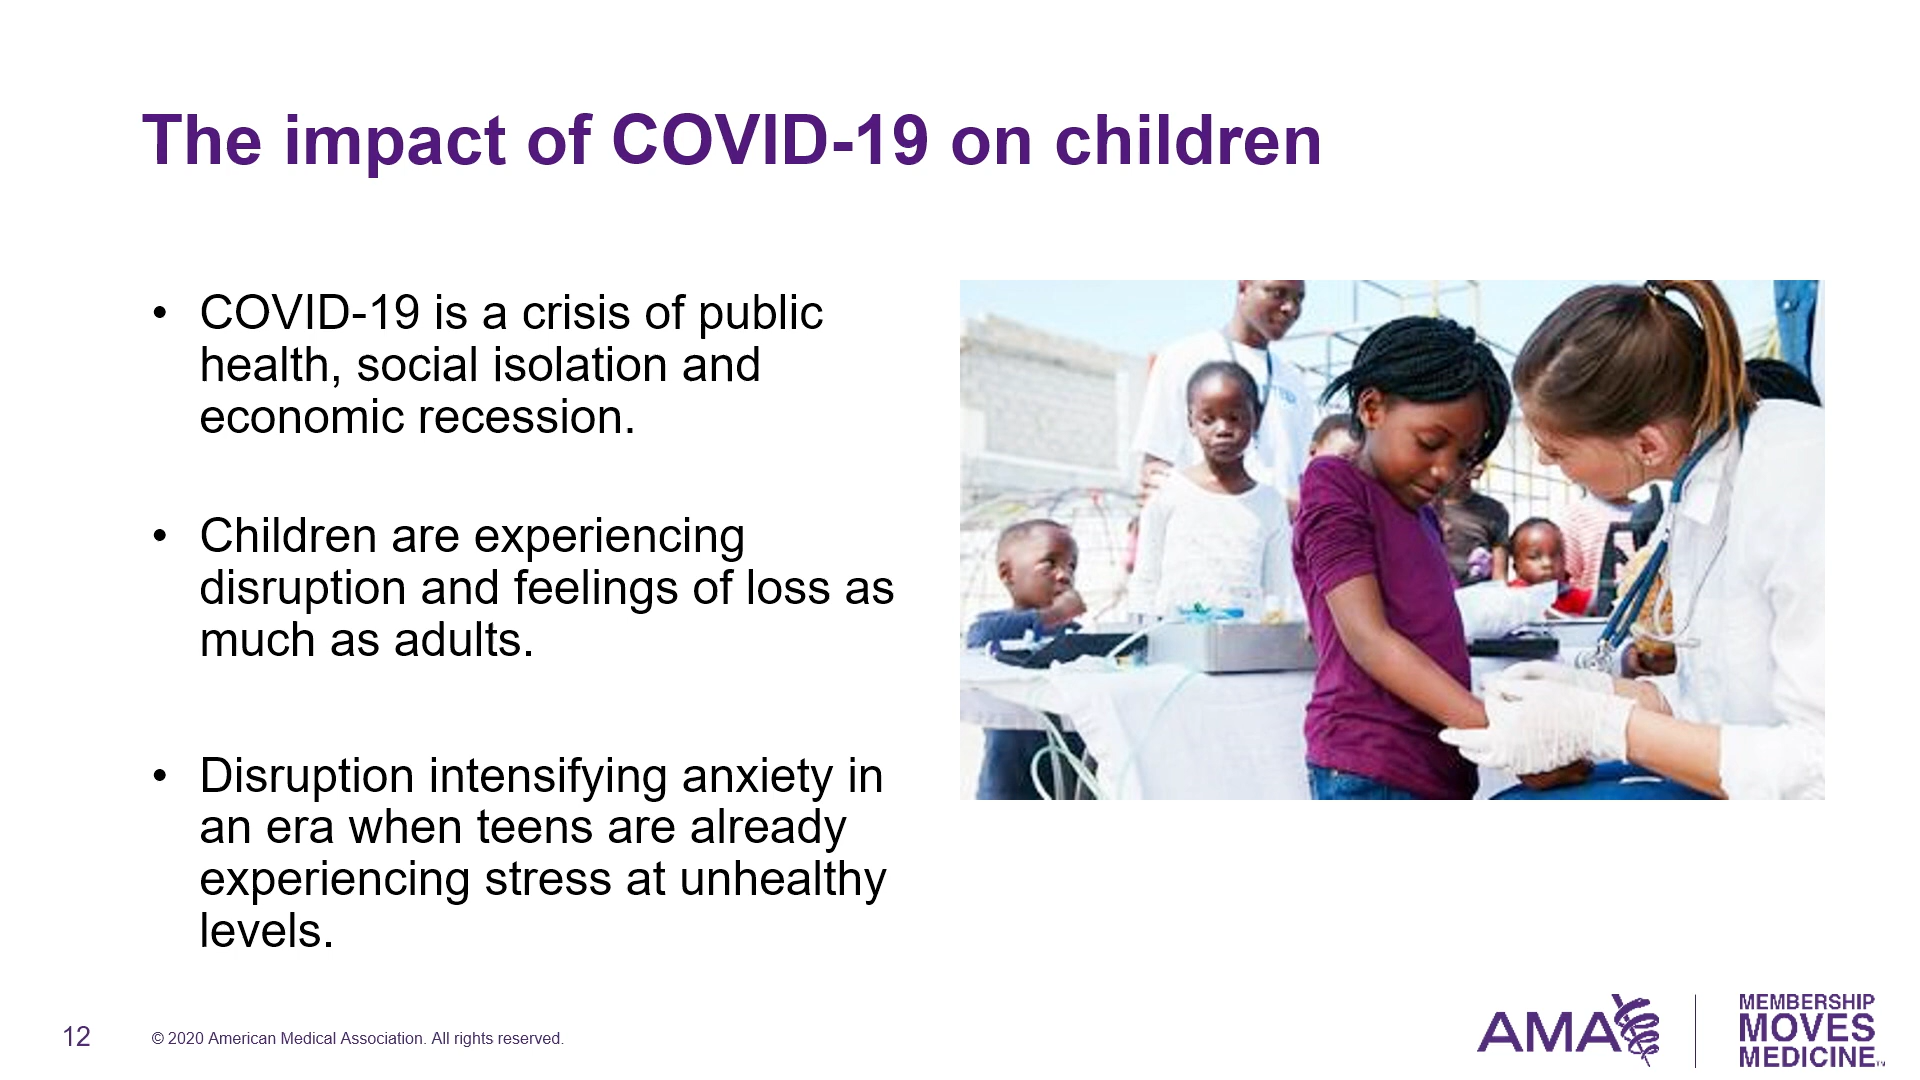 The impact of COVID-19 on children
• COVID-19 is a crisis of public
health, social isolation and
economic recession.
• Children are experiencing
disruption and feelings of loss as
much as adults.
• Disruption intensifying anxiety in
an era when teens are already
experiencing stress at unhealthy
levels.
12
© 2020 American Medical Association. All rights reserved.
AMA
MEMBERSHIP
MOVES
MEDICINE™